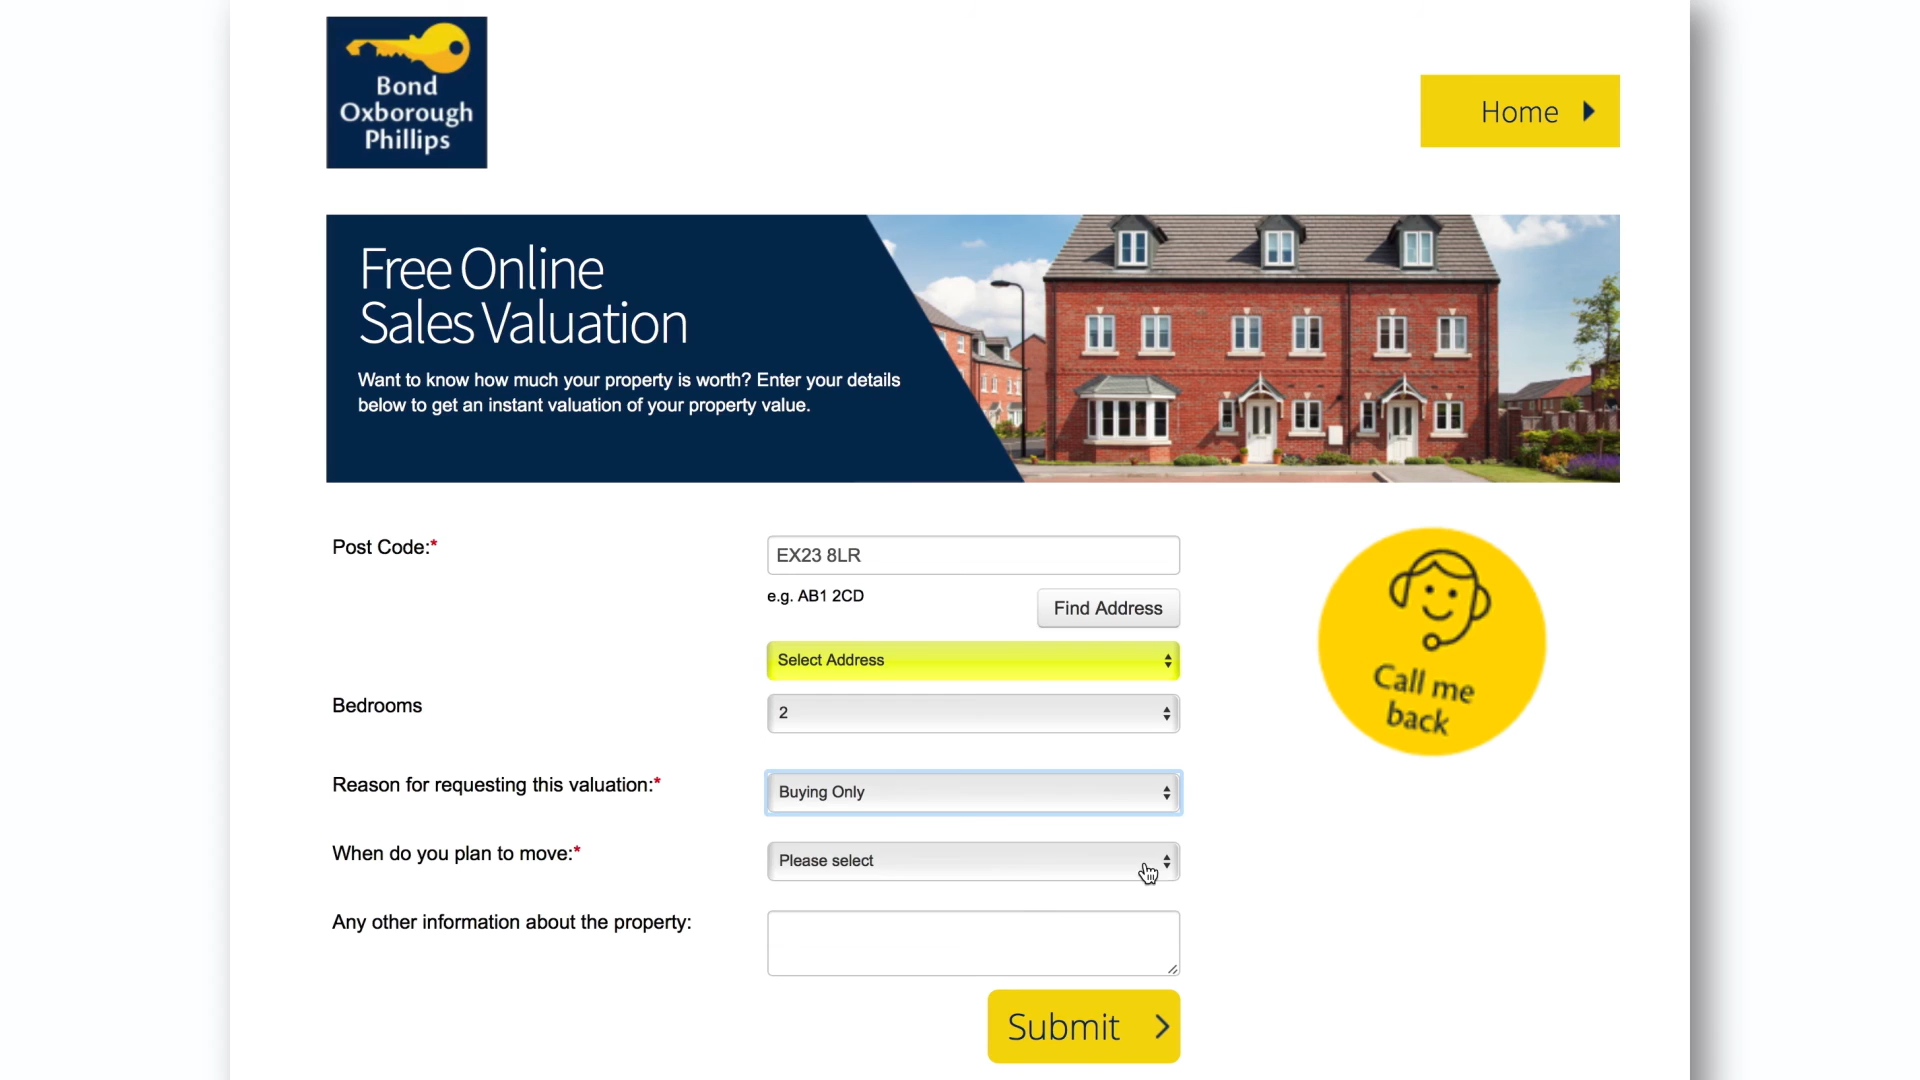 Bond
Oxborough
Phillips
Home
Free Online
Sales Valuation
Want to know how much your property is worth? Enter your details
below to get an instant valuation of your property value.
Post Code:*
EX23 8LR
e.g. AB1 2CD
Find Address
Select Address
Bedrooms
2
Reason for requesting this valuation:*
Buying Only
When do you plan to move:*
Please select
Any other information about the property:
Submit
Call me
back